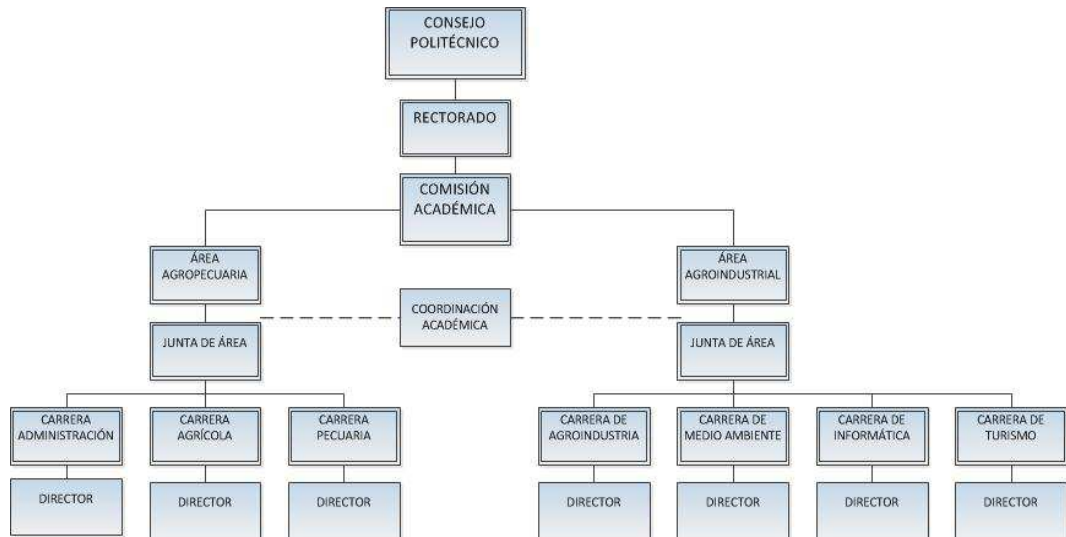 CONSEJO
POLITÉCNICO
RECTORADO
COMISIÓN
ACADÉMICA
ÁREA
AGROPECUARIA
ÁREA
AGROINDUSTRIAL
COORDINACIÓN
ACADÉMICA
JUNTA DE ÁREA
JUNTA DE ÁREA
CARRERA
ADMINISTRACIÓN
CARRERA
AGRÍCOLA
CARRERA
PECUARIA
CARRERA DE
AGROINDUSTRIA
CARRERA DE
MEDIO AMBIENTE
CARRERA DE
INFORMÁTICA
CARRERA DE
TURISMO
DIRECTOR
DIRECTOR
DIRECTOR
DIRECTOR
DIRECTOR
DIRECTOR
DIRECTOR